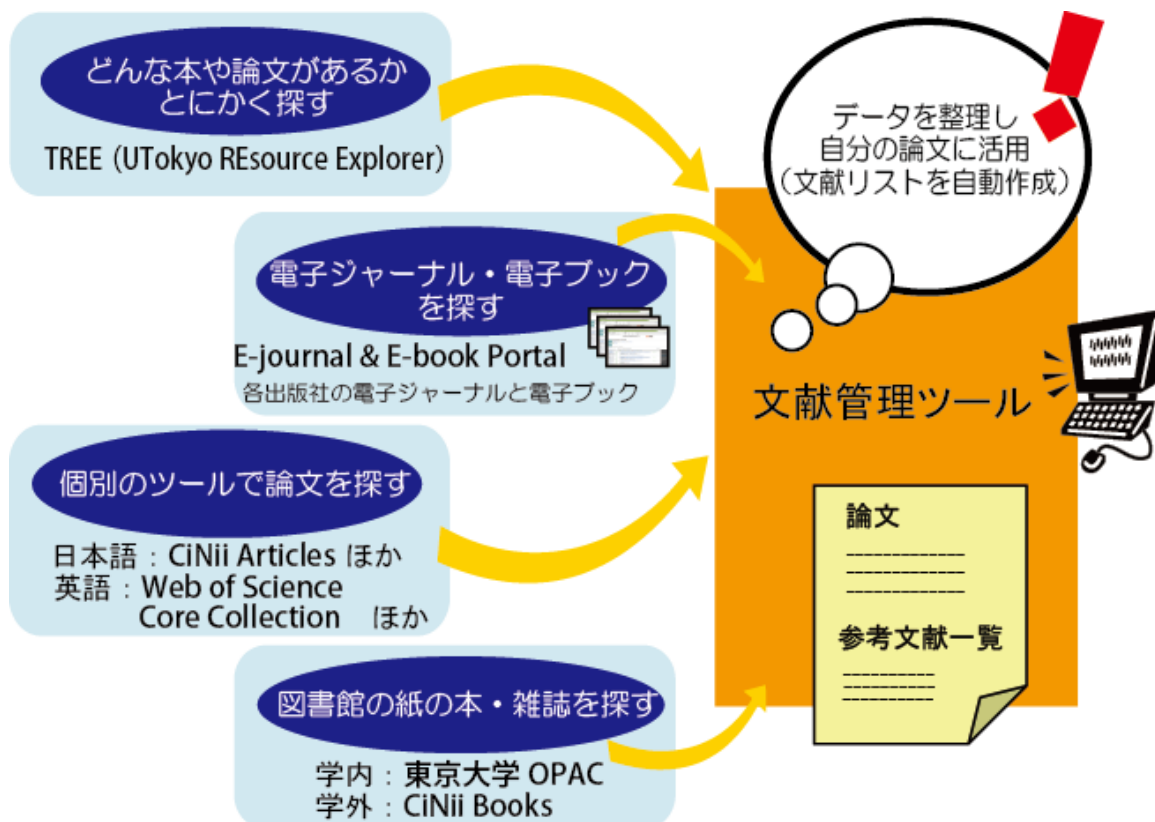 どんな本や論文があるか
とにかく探す
TREE (UTokyo REsource Explorer)
電子ジャーナル・電子ブック
を探す
E-journal & E-book Portal
各出版社の電子ジャーナルと電子ブック
個別のツールで論文を探す
日本語：CiNii Articles ほか
英語：Web of Science
Core Collection ほか
図書館の紙の本・雑誌を探す
学内：東京大学 OPAC
学外：CiNii Books
データを整理し
自分の論文に活用
（文献リストを自動作成）
文献管理ツール
論文
参考文献一覧